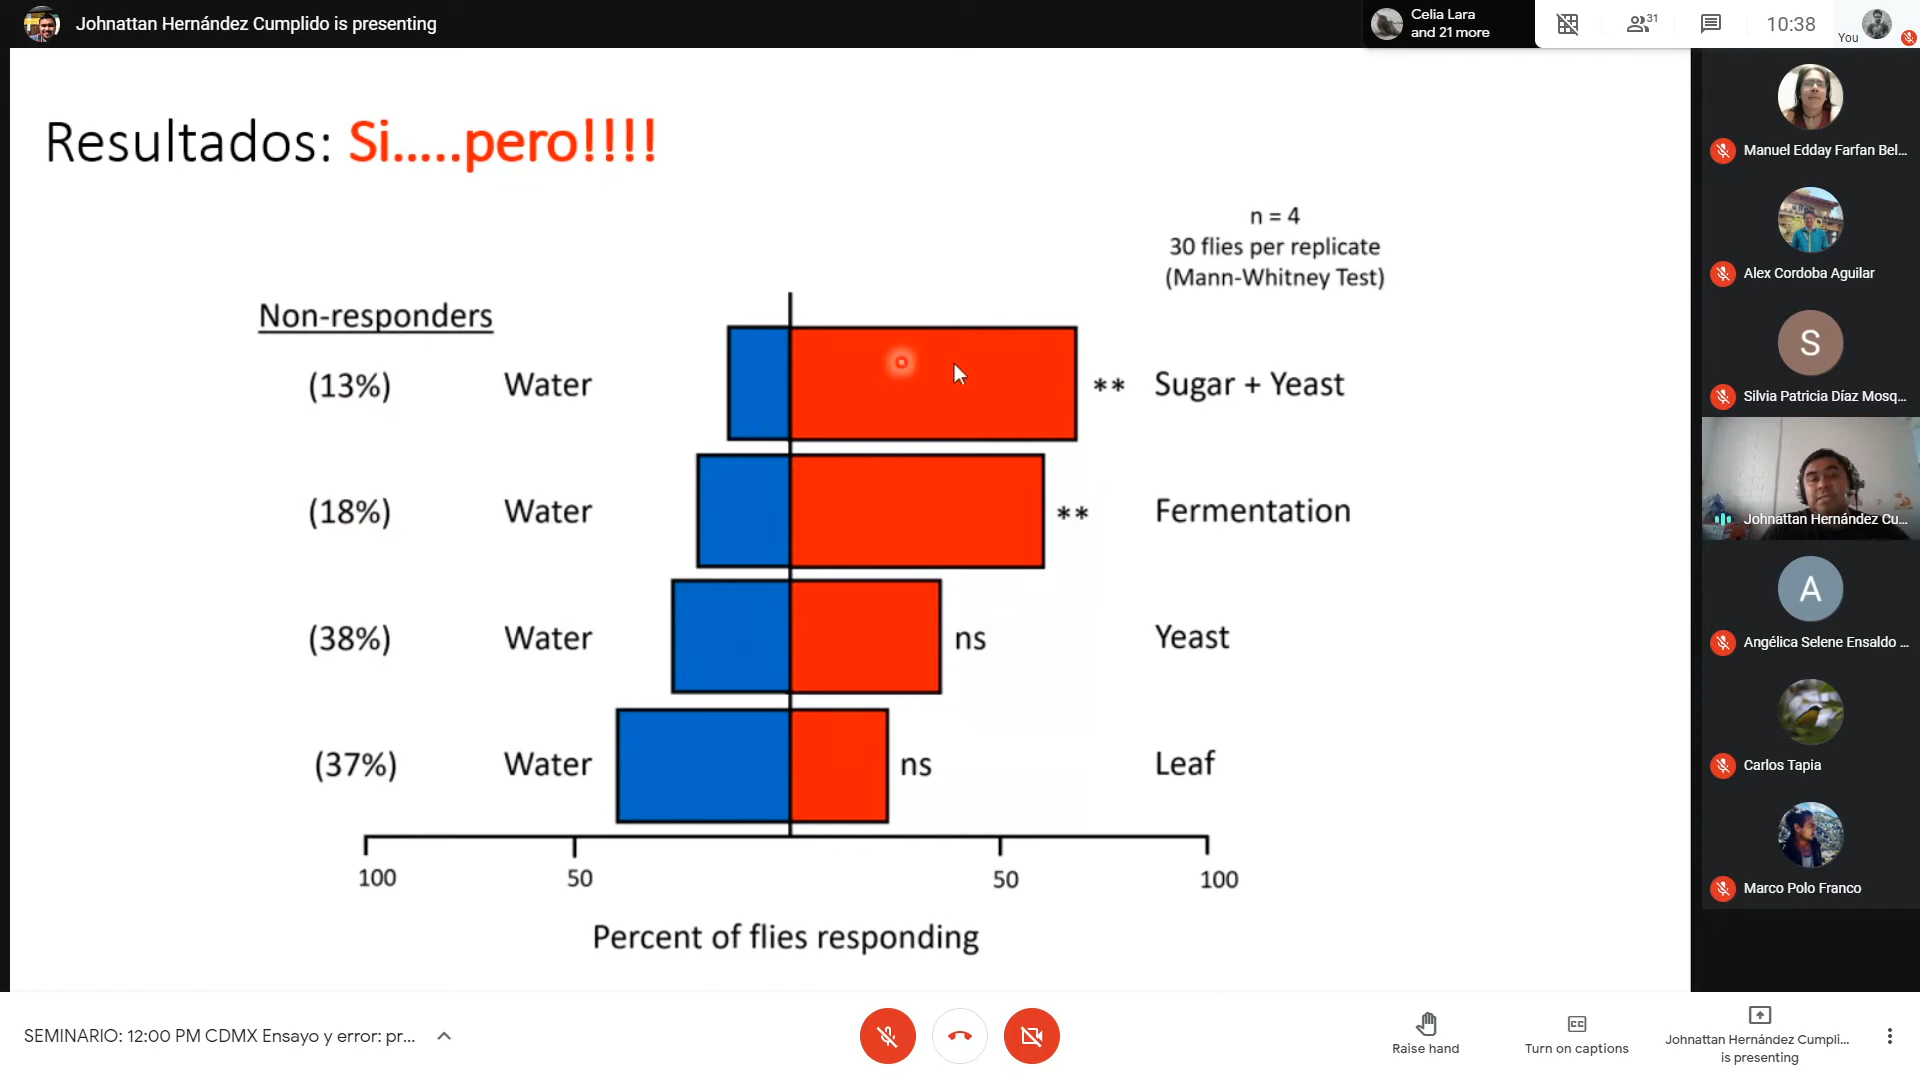 Johnattan Hernández Cumplido is presenting
Celia Lara
and 21 more
31
10:38
You
Resultados: Si.....pero!!!!
n = 4
30 flies per replicate
(Mann-Whitney Test)
Non-responders
(13%) Water ** Sugar + Yeast
(18%) Water ** Fermentation
(38%) Water ns Yeast
(37%) Water ns Leaf
100 50 50 100
Percent of flies responding
Manuel Edday Farfan Bel...
Alex Cordoba Aguilar
S
Silvia Patricia Díaz Mosq...
Johnattan Hernández Cu...
A
Angélica Selene Ensaldo ...
Carlos Tapia
Marco Polo Franco
SEMINARIO: 12:00 PM CDMX Ensayo y error: pr...
Raise hand
Turn on captions
Johnattan Hernández Cumpli...
is presenting